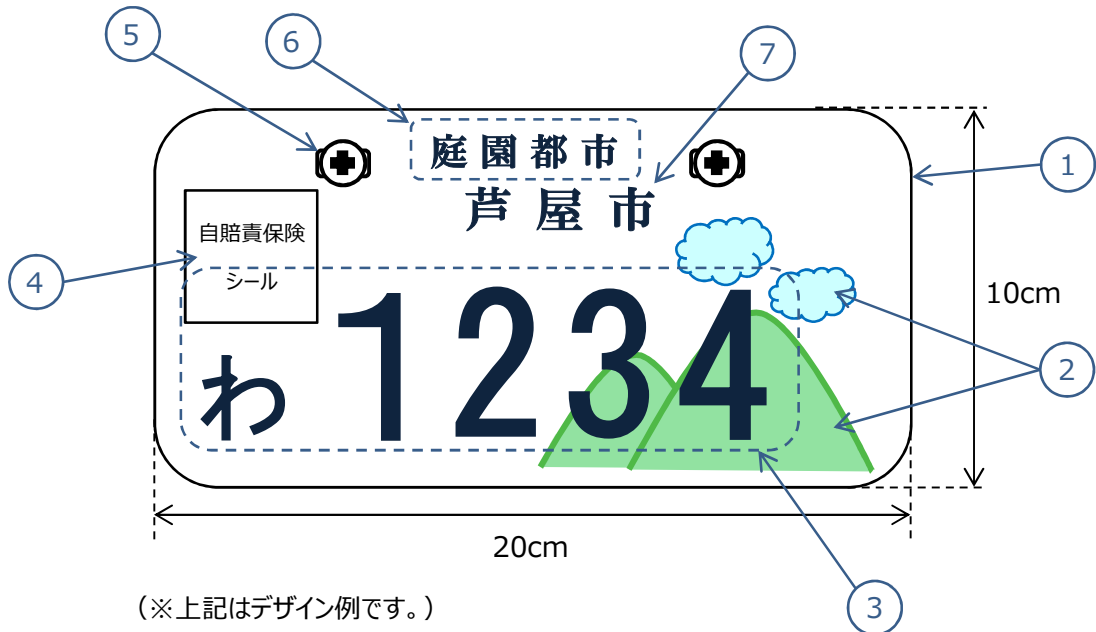 ⑤
⑥
⑦
庭園都市
芦屋市
①
自賠責保険
シール
④
10cm
わ 1234
②
20cm
③
(※上記はデザイン例です。)